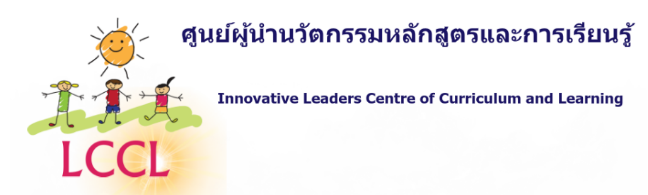 ศูนย์ผู้นำนวัตกรรมหลักสูตรและการเรียนรู้
Innovative Leaders Centre of Curriculum and Learning
LCCL